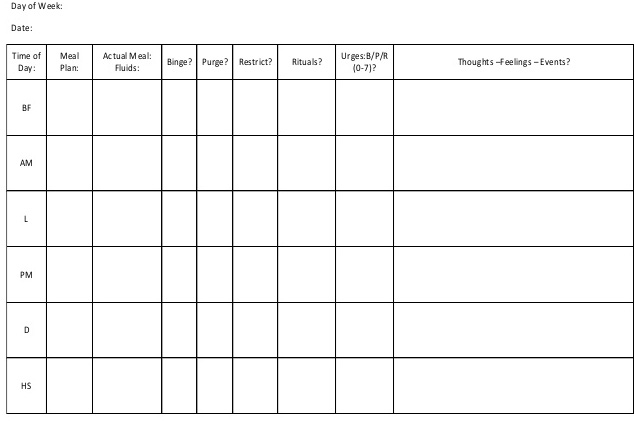 Day of Week:
Date:
Time of Day:
Meal Plan:
Actual Meal: Fluids:
Binge?
Purge?
Restrict?
Rituals?
Urges:B/P/R (0-7)?
Thoughts –Feelings – Events?
BF
AM
L
PM
D
HS